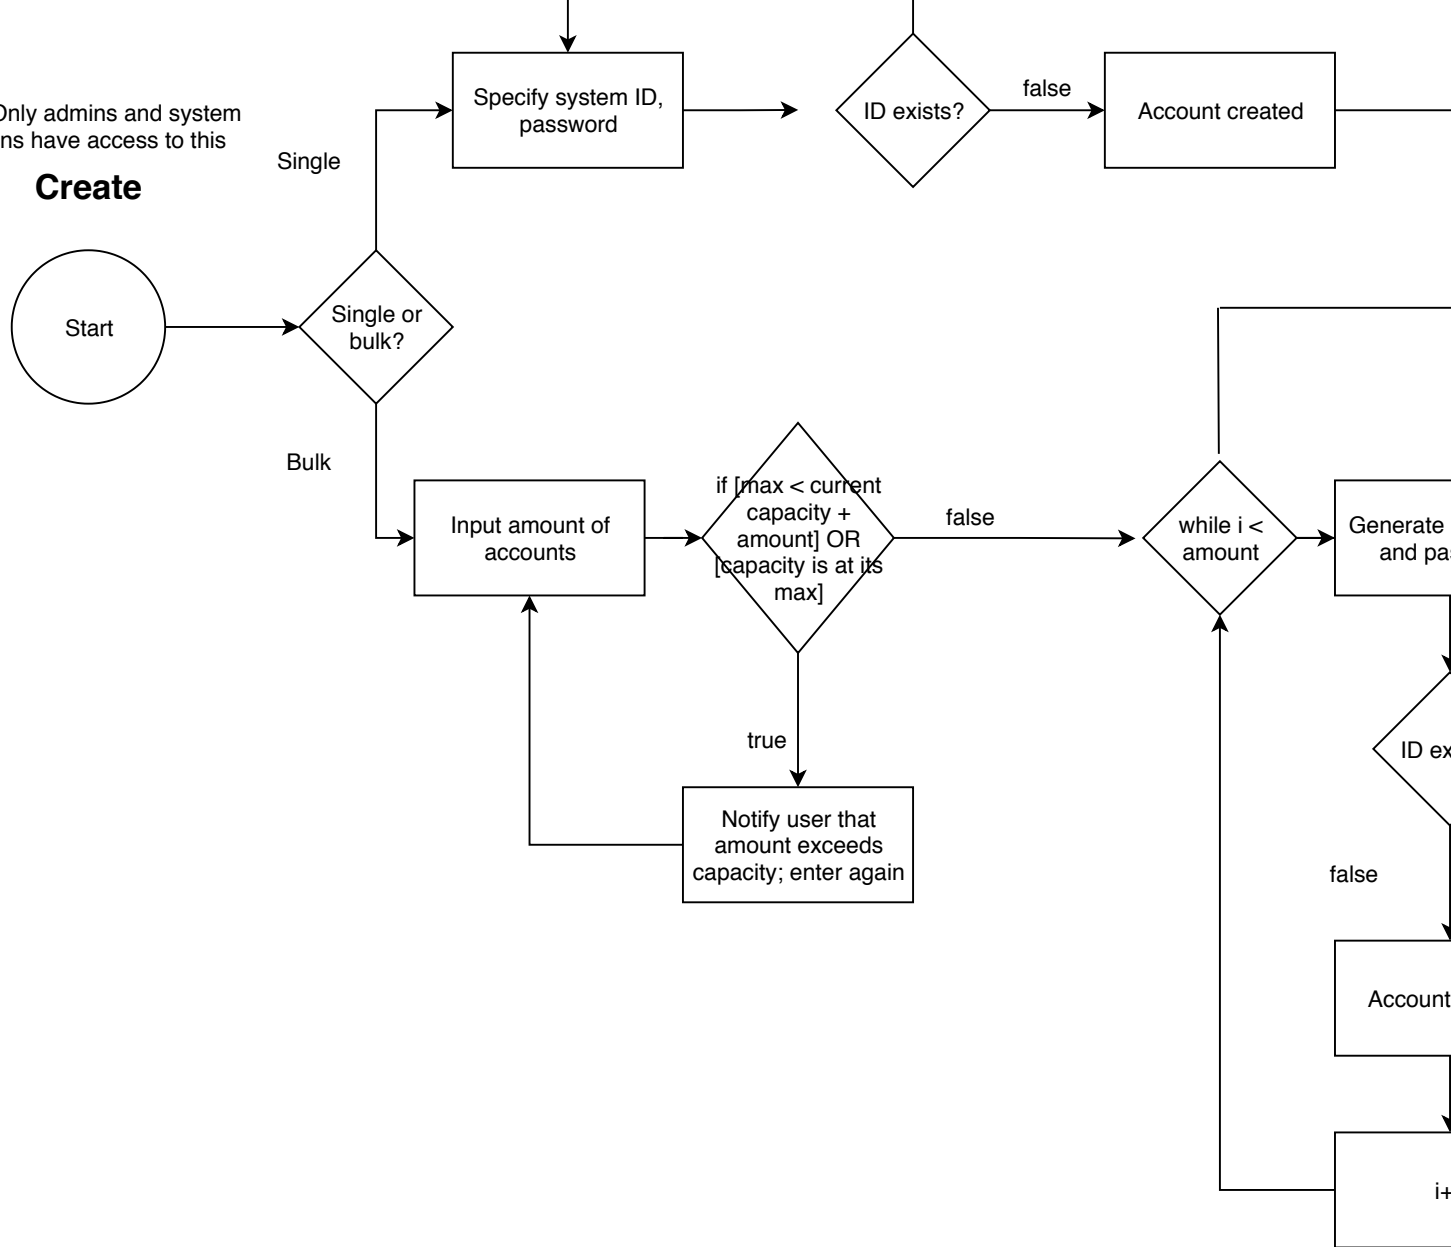 Only admins and system
ns have access to this
Create
Start
Single or
bulk?
Single
Specify system ID,
password
ID exists?
false
Account created
Bulk
Input amount of
accounts
if [max < current
capacity +
amount] OR
[capacity is at its
max]
false
true
Notify user that
amount exceeds
capacity; enter again
while i <
amount
Generate
and pas
ID ex
false
Account
i+